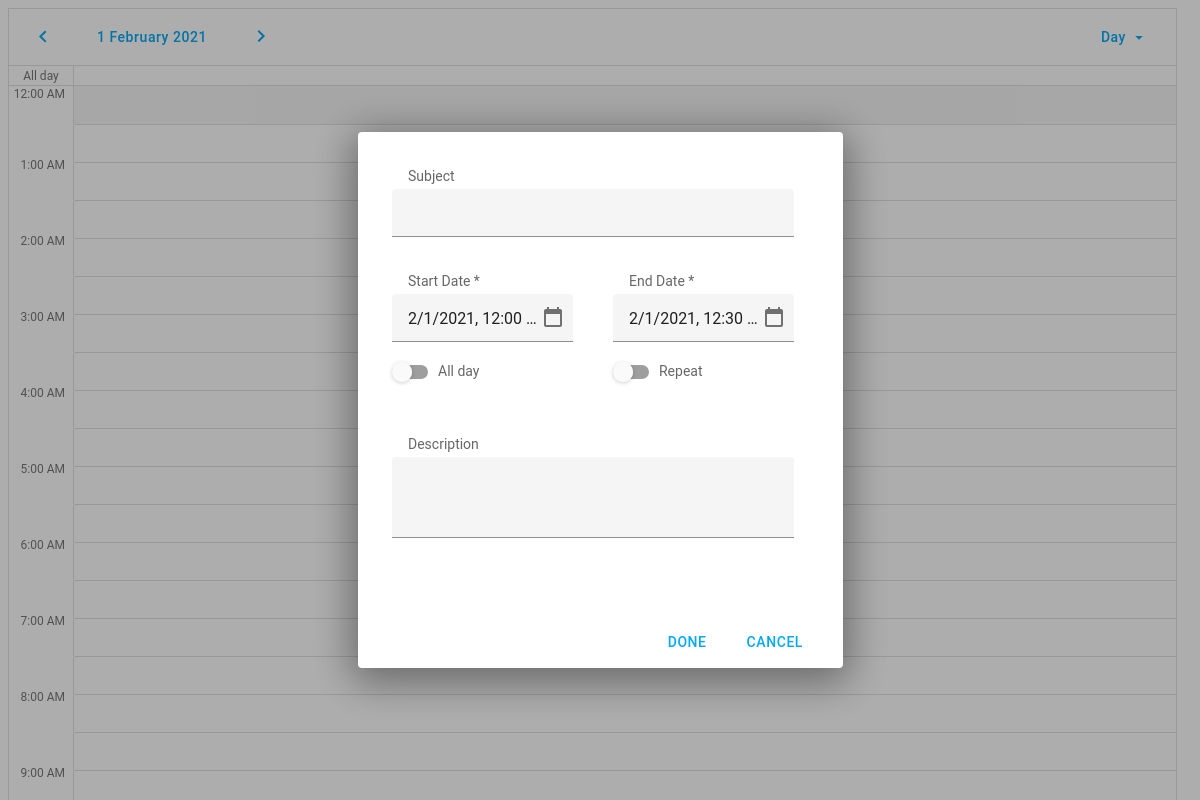 1 February 2021
Day
All day
12:00 AM
1:00 AM
2:00 AM
3:00 AM
4:00 AM
5:00 AM
6:00 AM
7:00 AM
8:00 AM
9:00 AM
Subject
Start Date * End Date *
2/1/2021, 12:00 ... 2/1/2021, 12:30 ...
All day Repeat
Description
DONE CANCEL